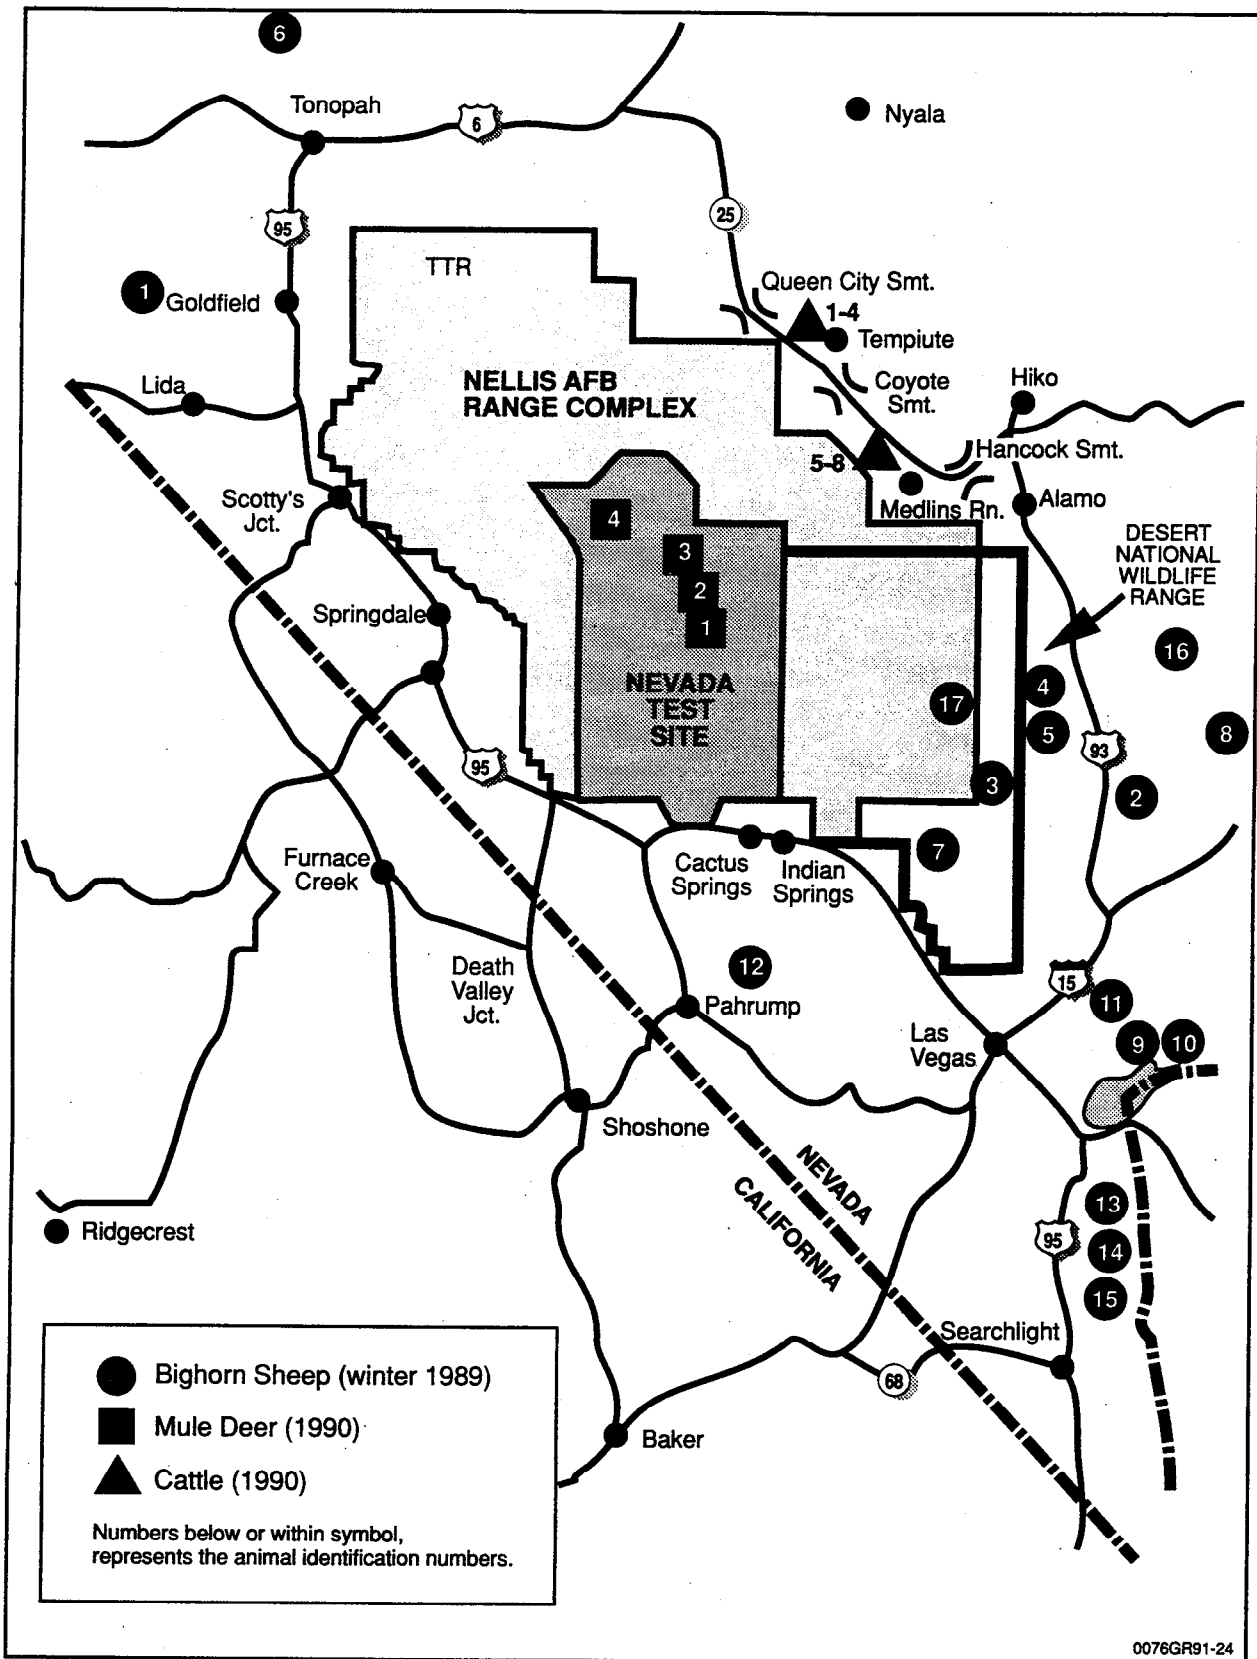 6
Tonopah
6
Nyala
95
25
TTR
Queen City Smt.
1
Goldfield
1-4
Tempiute
NELLIS AFB
RANGE COMPLEX
Lida
Coyote
Smt.
Hiko
Hancock Smt.
5-8
Medlins Rn.
Alamo
Scotty's
Jct.
4
3
2
1
DESERT
NATIONAL
WILDLIFE
RANGE
Springdale
16
NEVADA
TEST
SITE
17
4
5
8
93
95
3
2
7
Furnace
Creek
Cactus
Springs
Indian
Springs
Death
Valley
Jct.
12
Pahrump
15
11
Las
Vegas
9
10
Shoshone
NEVADA
CALIFORNIA
13
14
15
95
Ridgecrest
Searchlight
68
Baker
Bighorn Sheep (winter 1989)
Mule Deer (1990)
Cattle (1990)
Numbers below or within symbol,
represents the animal identification numbers.
0076GR91-24